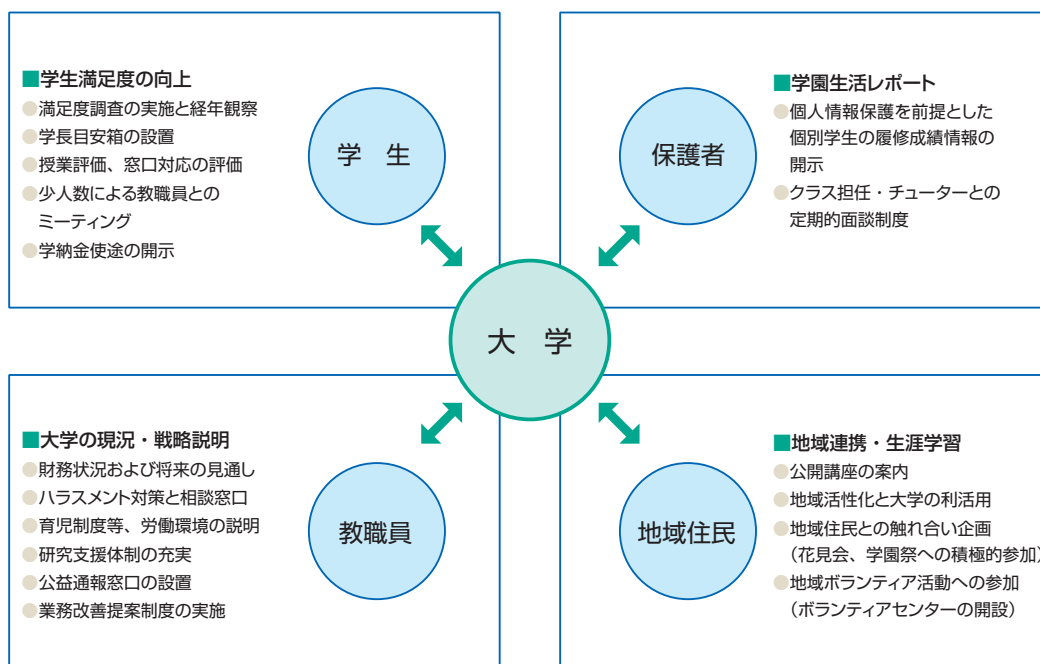 ■学生満足度の向上
●満足度調査の実施と経年観察
●学長目安箱の設置
●授業評価、窓口対応の評価
●少人数による教職員との
ミーティング
●学納金使途の開示
学　生
■学園生活レポート
●個人情報保護を前提とした
個別学生の履修成績情報の
開示
●クラス担任・チューターとの
定期的面談制度
保護者
大　学
■大学の現況・戦略説明
●財務状況および将来の見通し
●ハラスメント対策と相談窓口
●育児制度等、労働環境の説明
●研究支援体制の充実
●公益通報窓口の設置
●業務改善提案制度の実施
教職員
■地域連携・生涯学習
●公開講座の案内
●地域活性化と大学の利活用
●地域住民との触れ合い企画
（花見会、学園祭への積極的参加）
●地域ボランティア活動への参加
（ボランティアセンターの開設）
地域住民